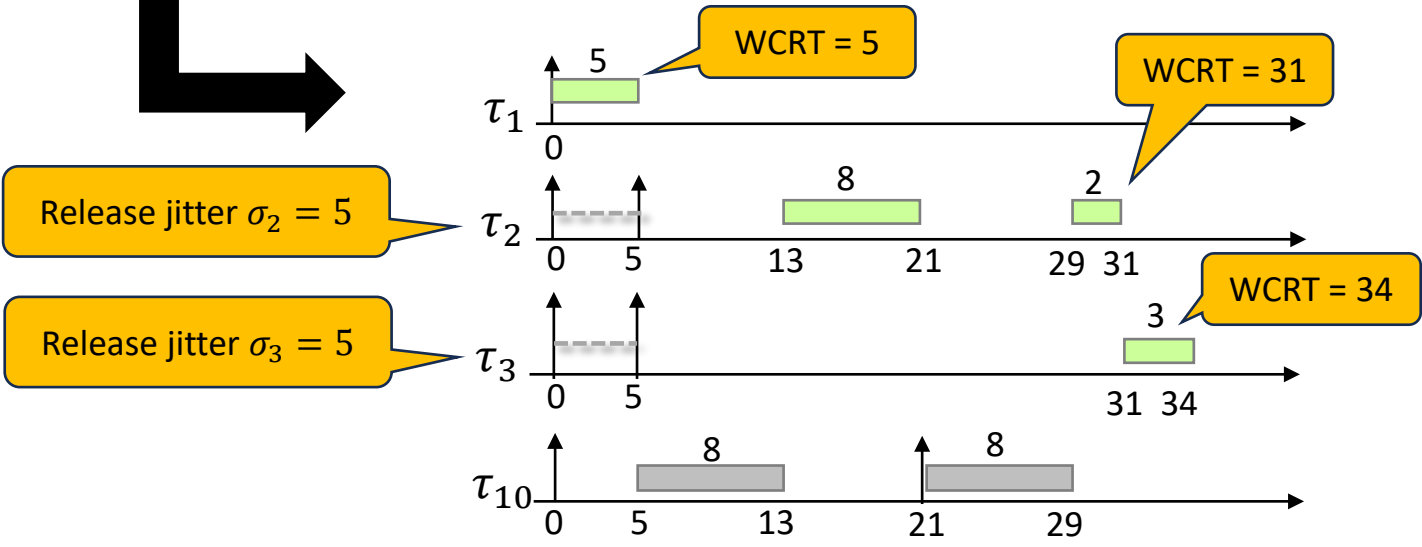 5
WCRT = 5
WCRT = 31
τ₁
0
Release jitter σ₂ = 5
8
2
τ₂
0 5 13 21 29 31
WCRT = 34
Release jitter σ₃ = 5
3
τ₃
0 5 31 34
8 8
τ₁₀
0 5 13 21 29